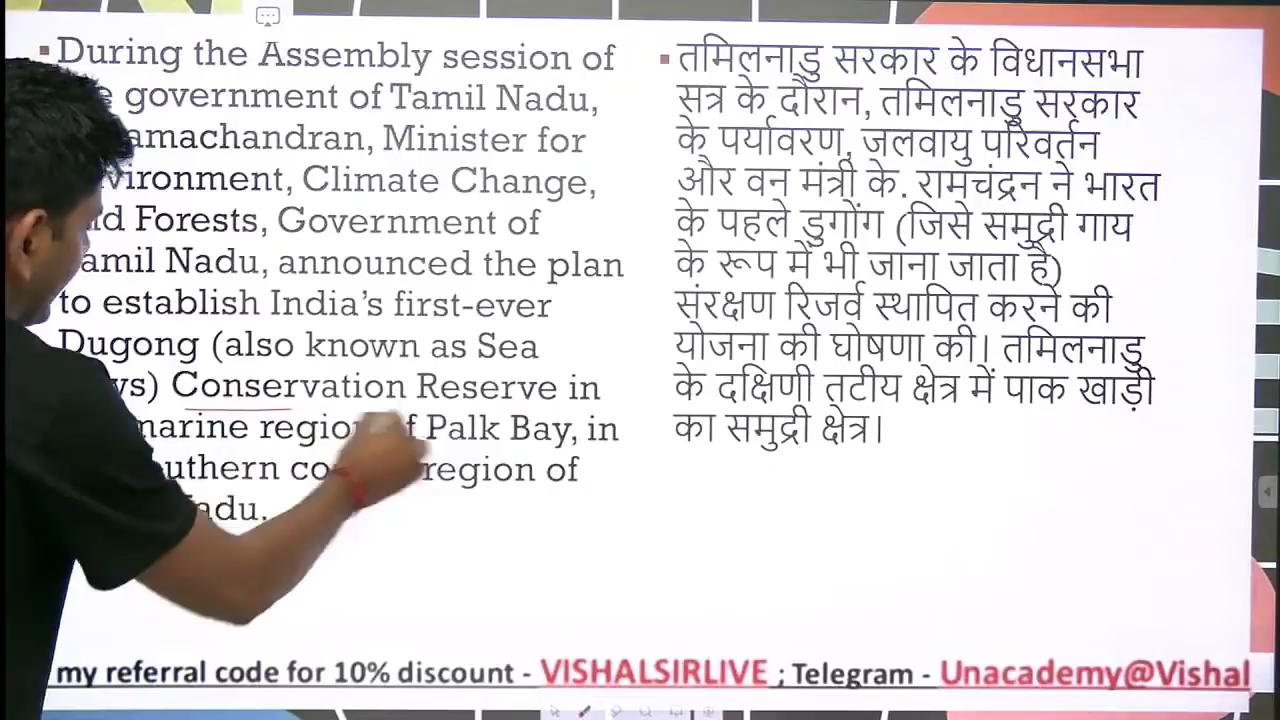 During the Assembly session of
government of Tamil Nadu,
amachandran, Minister for
vironment, Climate Change,
d Forests, Government of
amil Nadu, announced the plan
to establish India's first-ever
Dugong (also known as Sea
ys) Conservation Reserve in
marine region of Palk Bay, in
uthern co region of
adu.
तमिलनाडु सरकार के विधानसभा
सत्र के दौरान, तमिलनाडु सरकार
के पर्यावरण, जलवायु परिवर्तन
और वन मंत्री के. रामचंद्रन ने भारत
के पहले डुगोंग (जिसे समुद्री गाय
के रूप में भी जाना जाता है)
संरक्षण रिजर्व स्थापित करने की
योजना की घोषणा की। तमिलनाडु
के दक्षिणी तटीय क्षेत्र में पाक खाड़ी
का समुद्री क्षेत्र।
my referral code for 10% discount - VISHALSIRLIVE ; Telegram - Unacademy@Vishal